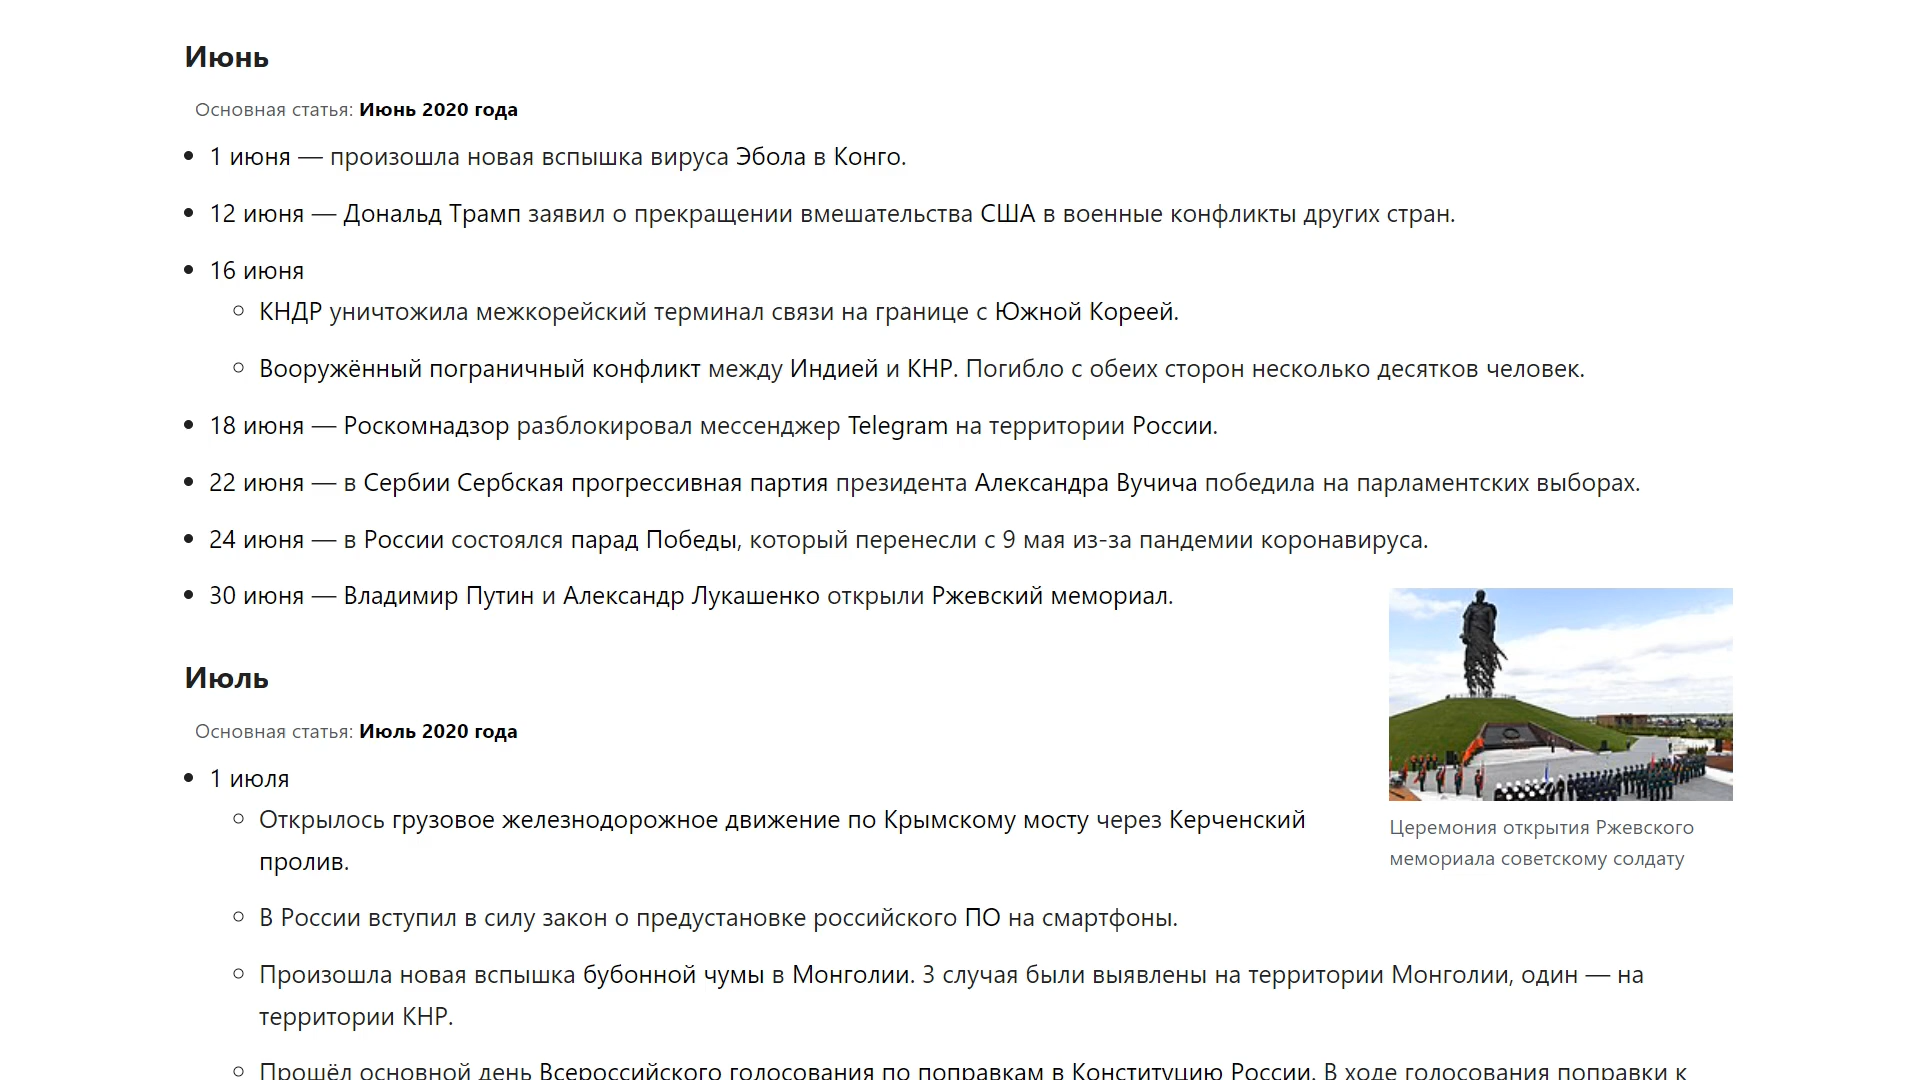 Июнь
Основная статья: Июнь 2020 года
1 июня — произошла новая вспышка вируса Эбола в Конго.
12 июня — Дональд Трамп заявил о прекращении вмешательства США в военные конфликты других стран.
16 июня
КНДР уничтожила межкорейский терминал связи на границе с Южной Кореей.
Вооружённый пограничный конфликт между Индией и КНР. Погибло с обеих сторон несколько десятков человек.
18 июня — Роскомнадзор разблокировал мессенджер Telegram на территории России.
22 июня — в Сербии Сербская прогрессивная партия президента Александра Вучича победила на парламентских выборах.
24 июня — в России состоялся парад Победы, который перенесли с 9 мая из-за пандемии коронавируса.
30 июня — Владимир Путин и Александр Лукашенко открыли Ржевский мемориал.
Июль
Основная статья: Июль 2020 года
1 июля
Открылось грузовое железнодорожное движение по Крымскому мосту через Керченский
пролив.
Церемония открытия Ржевского
мемориала советскому солдату
В России вступил в силу закон о предустановке российского ПО на смартфоны.
Произошла новая вспышка бубонной чумы в Монголии. 3 случая были выявлены на территории Монголии, один — на
территории КНР.
Прошёл основной день Всероссийского голосования по поправкам в Конституцию России. В ходе голосования поправки к